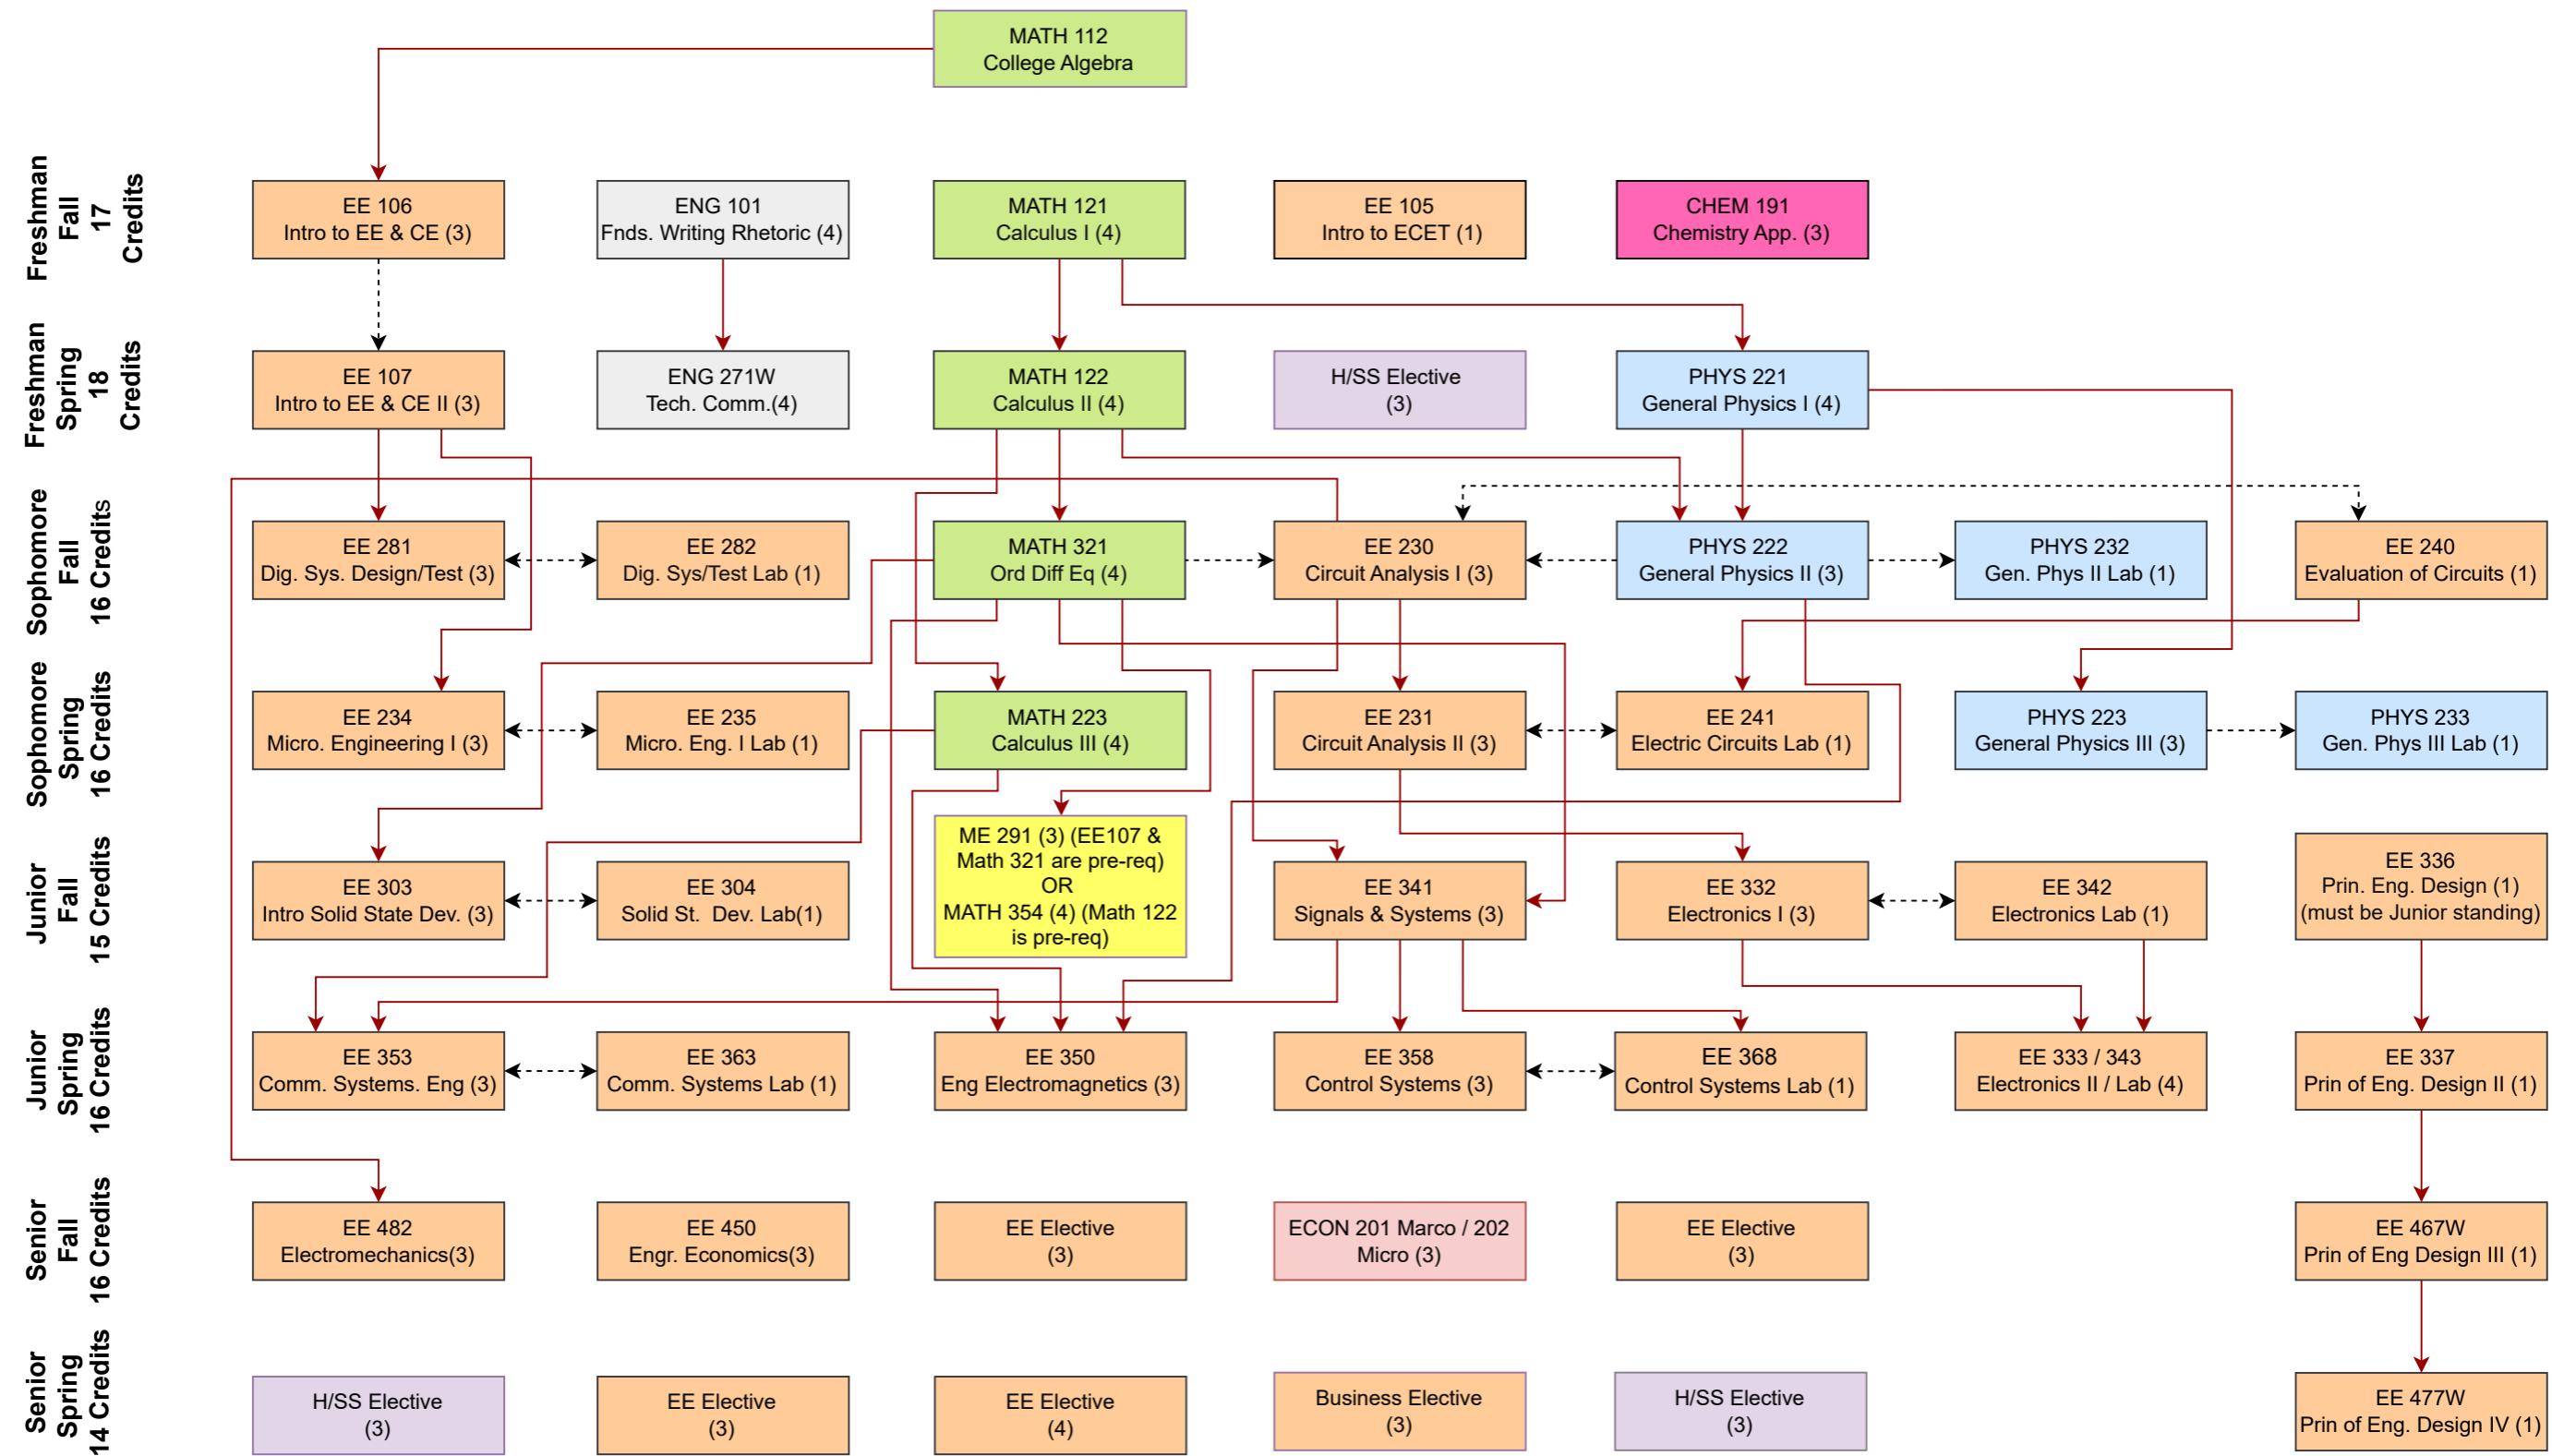 MATH 112
College Algebra
Freshman
Fall
17
Credits
EE 106
Intro to EE & CE (3)
ENG 101
Fnds. Writing Rhetoric (4)
MATH 121
Calculus I (4)
EE 105
Intro to ECET (1)
CHEM 191
Chemistry App. (3)
Freshman
Spring
18
Credits
EE 107
Intro to EE & CE II (3)
ENG 271W
Tech. Comm.(4)
MATH 122
Calculus II (4)
H/SS Elective
(3)
PHYS 221
General Physics I (4)
Sophomore
Fall
16 Credits
EE 281
Dig. Sys. Design/Test (3)
EE 282
Dig. Sys/Test Lab (1)
MATH 321
Ord Diff Eq (4)
EE 230
Circuit Analysis I (3)
PHYS 222
General Physics II (3)
PHYS 232
Gen. Phys II Lab (1)
EE 240
Evaluation of Circuits (1)
Sophomore
Spring
16 Credits
EE 234
Micro. Engineering I (3)
EE 235
Micro. Eng. I Lab (1)
MATH 223
Calculus III (4)
EE 231
Circuit Analysis II (3)
EE 241
Electric Circuits Lab (1)
PHYS 223
General Physics III (3)
PHYS 233
Gen. Phys III Lab (1)
Junior
Fall
15 Credits
EE 303
Intro Solid State Dev. (3)
EE 304
Solid St. Dev. Lab(1)
ME 291 (3) (EE107 &
Math 321 are pre-req)
OR
MATH 354 (4) (Math 122
is pre-req)
EE 341
Signals & Systems (3)
EE 332
Electronics I (3)
EE 342
Electronics Lab (1)
EE 336
Prin. Eng. Design (1)
(must be Junior standing)
Junior
Spring
16 Credits
EE 353
Comm. Systems. Eng (3)
EE 363
Comm. Systems Lab (1)
EE 350
Eng Electromagnetics (3)
EE 358
Control Systems (3)
EE 368
Control Systems Lab (1)
EE 333 / 343
Electronics II / Lab (4)
EE 337
Prin of Eng. Design II (1)
Senior
Fall
16 Credits
EE 482
Electromechanics(3)
EE 450
Engr. Economics(3)
EE Elective
(3)
ECON 201 Marco / 202
Micro (3)
EE Elective
(3)
EE 467W
Prin of Eng Design III (1)
Senior
Spring
14 Credits
H/SS Elective
(3)
EE Elective
(3)
EE Elective
(4)
Business Elective
(3)
H/SS Elective
(3)
EE 477W
Prin of Eng. Design IV (1)